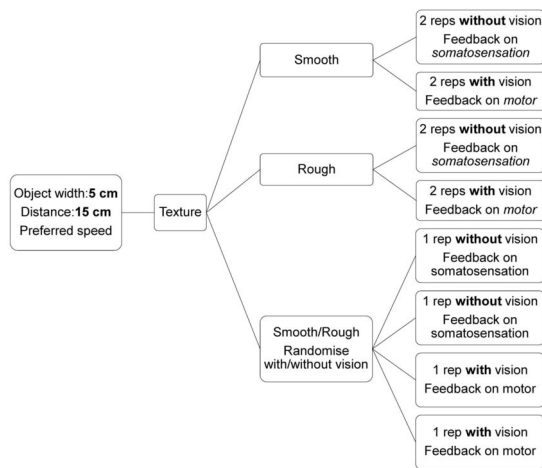 Object width:5 cm
Distance:15 cm
Preferred speed
Texture
Smooth
2 reps without vision
Feedback on
somatosensation
2 reps with vision
Feedback on motor
Rough
2 reps without vision
Feedback on
somatosensation
2 reps with vision
Feedback on motor
Smooth/Rough
Randomise
with/without vision
1 rep without vision
Feedback on
somatosensation
1 rep without vision
Feedback on
somatosensation
1 rep with vision
Feedback on motor
1 rep with vision
Feedback on motor